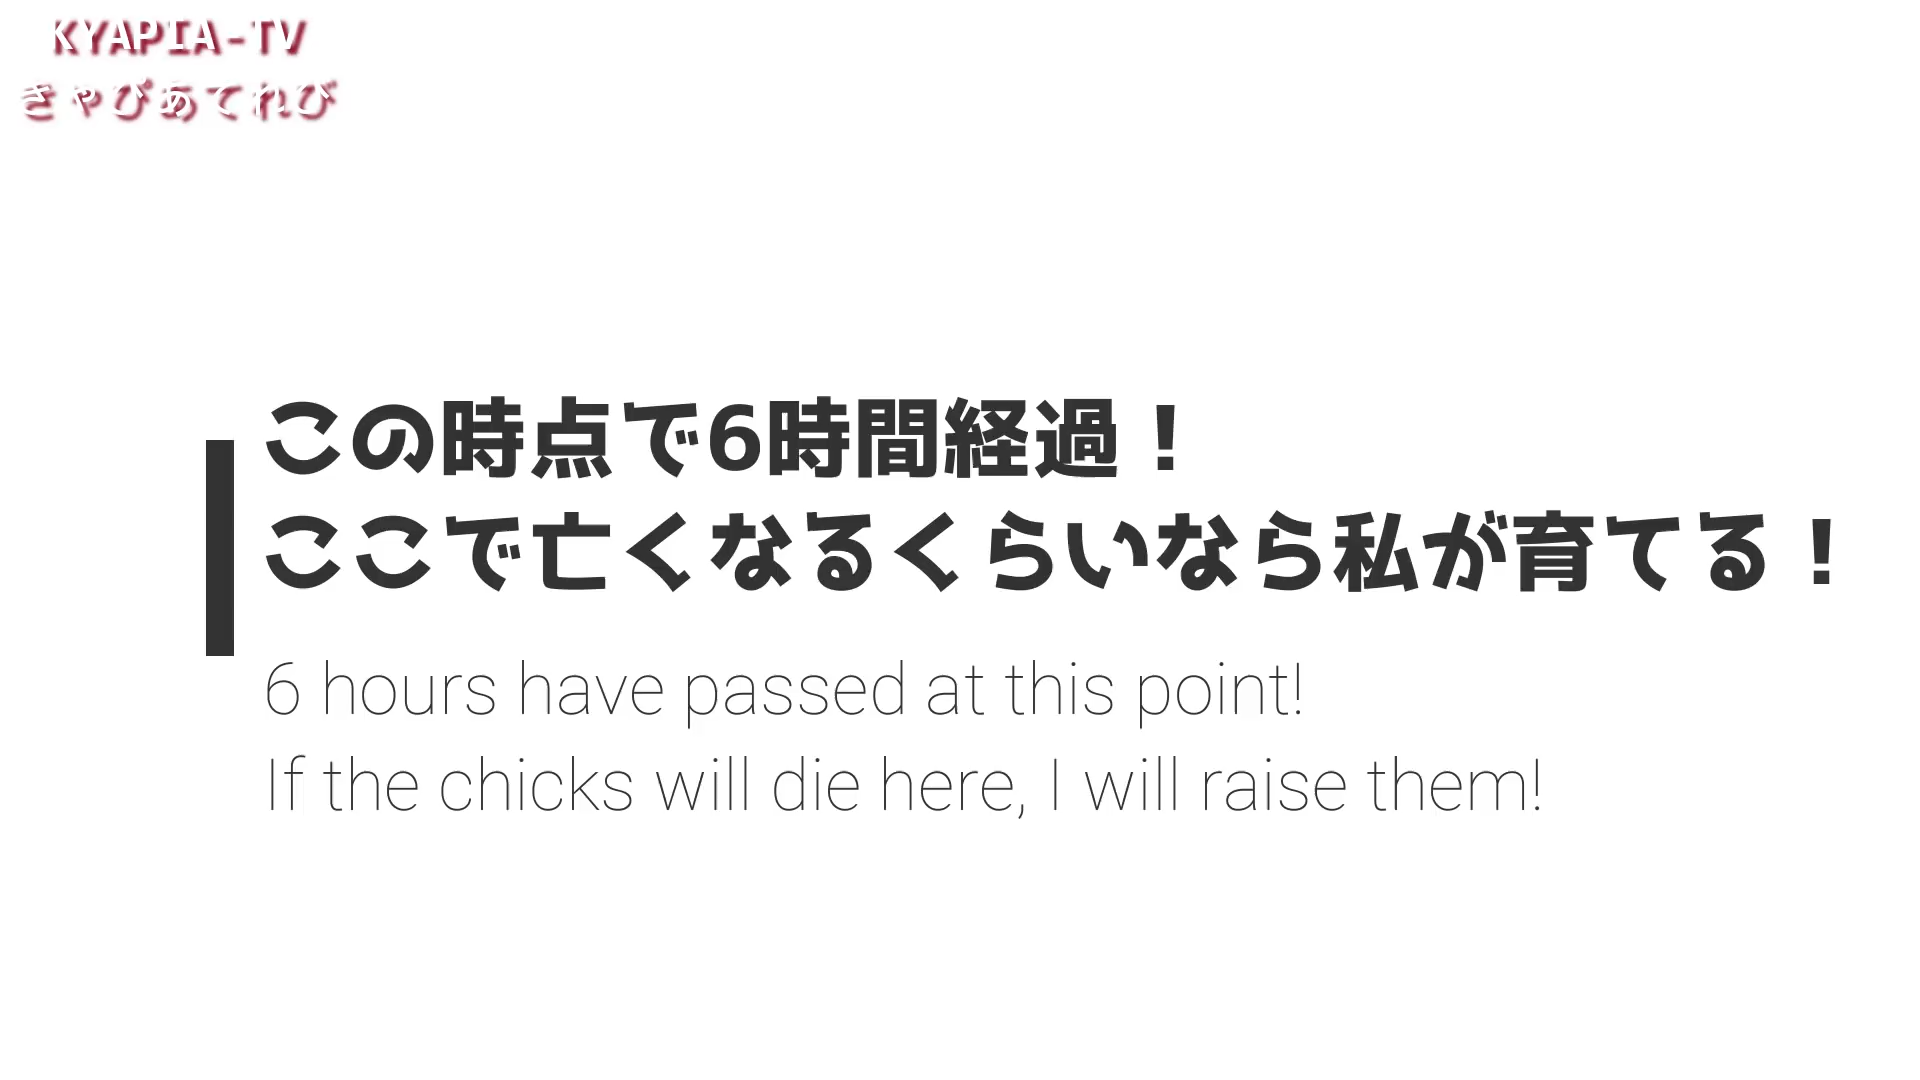 KYAPIA-TV
きゃぴあてれび
この時点で6時間経過！
ここで亡くなるくらいなら私が育てる！
6 hours have passed at this point!
If the chicks will die here, I will raise them!